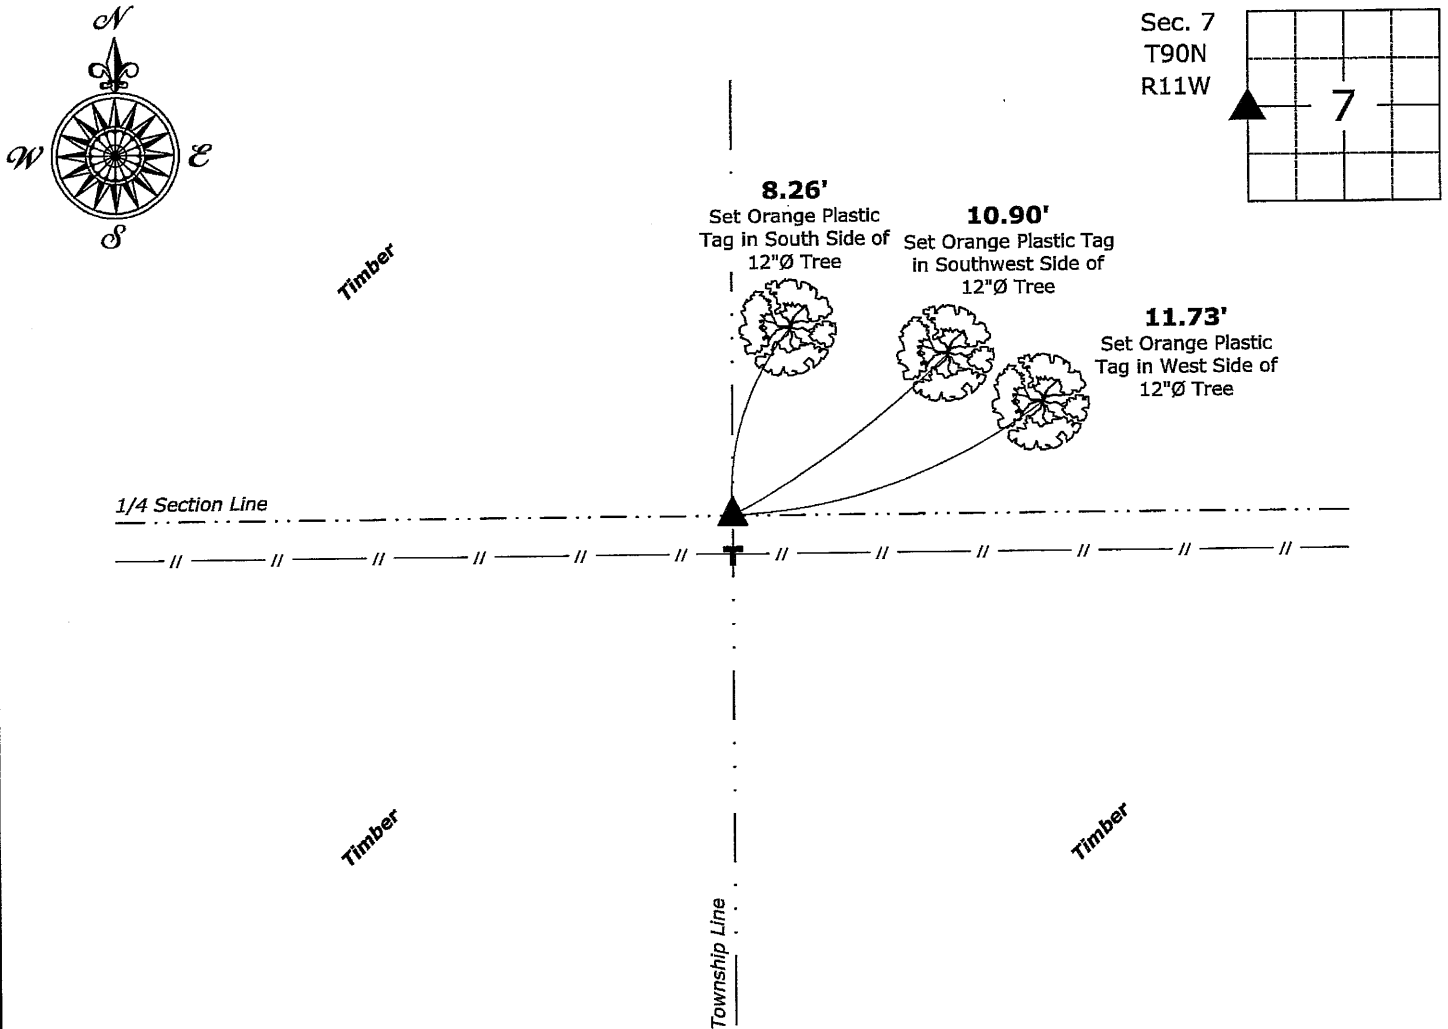 N
W
E
S
Sec. 7
T90N
R11W
7
8.26'
Set Orange Plastic
Tag in South Side of
12"Ø Tree
10.90'
Set Orange Plastic Tag
in Southwest Side of
12"Ø Tree
11.73'
Set Orange Plastic
Tag in West Side of
12"Ø Tree
Timber
1/4 Section Line
Timber
Timber
Township Line